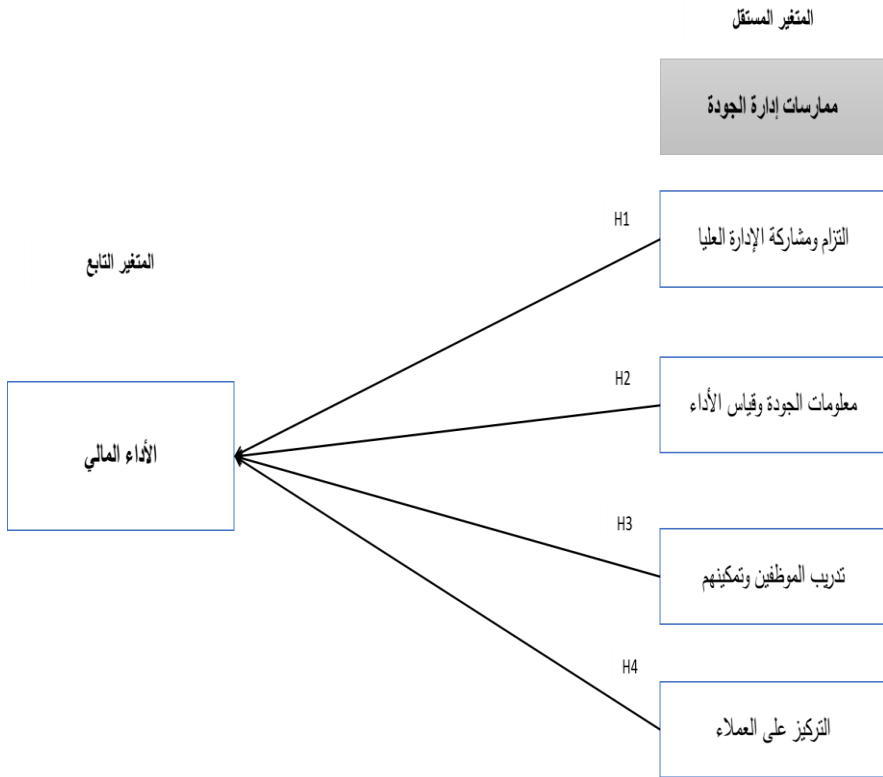 المتغير المستقل
ممارسات إدارة الجودة
التزام ومشاركة الإدارة العليا
H1
المتغير التابع
معلومات الجودة وقياس الأداء
H2
الأداء المالي
تدريب الموظفين وتمكينهم
H3
التركيز على العملاء
H4